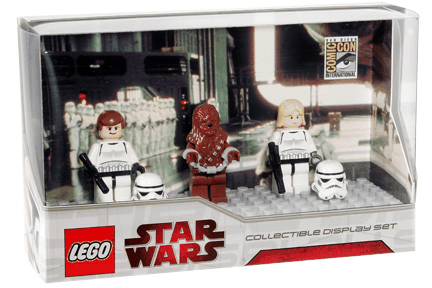 SAN DIEGO
COMIC
CON
INTERNATIONAL
LEGO
STAR
WARS
COLLECTIBLE DISPLAY SET